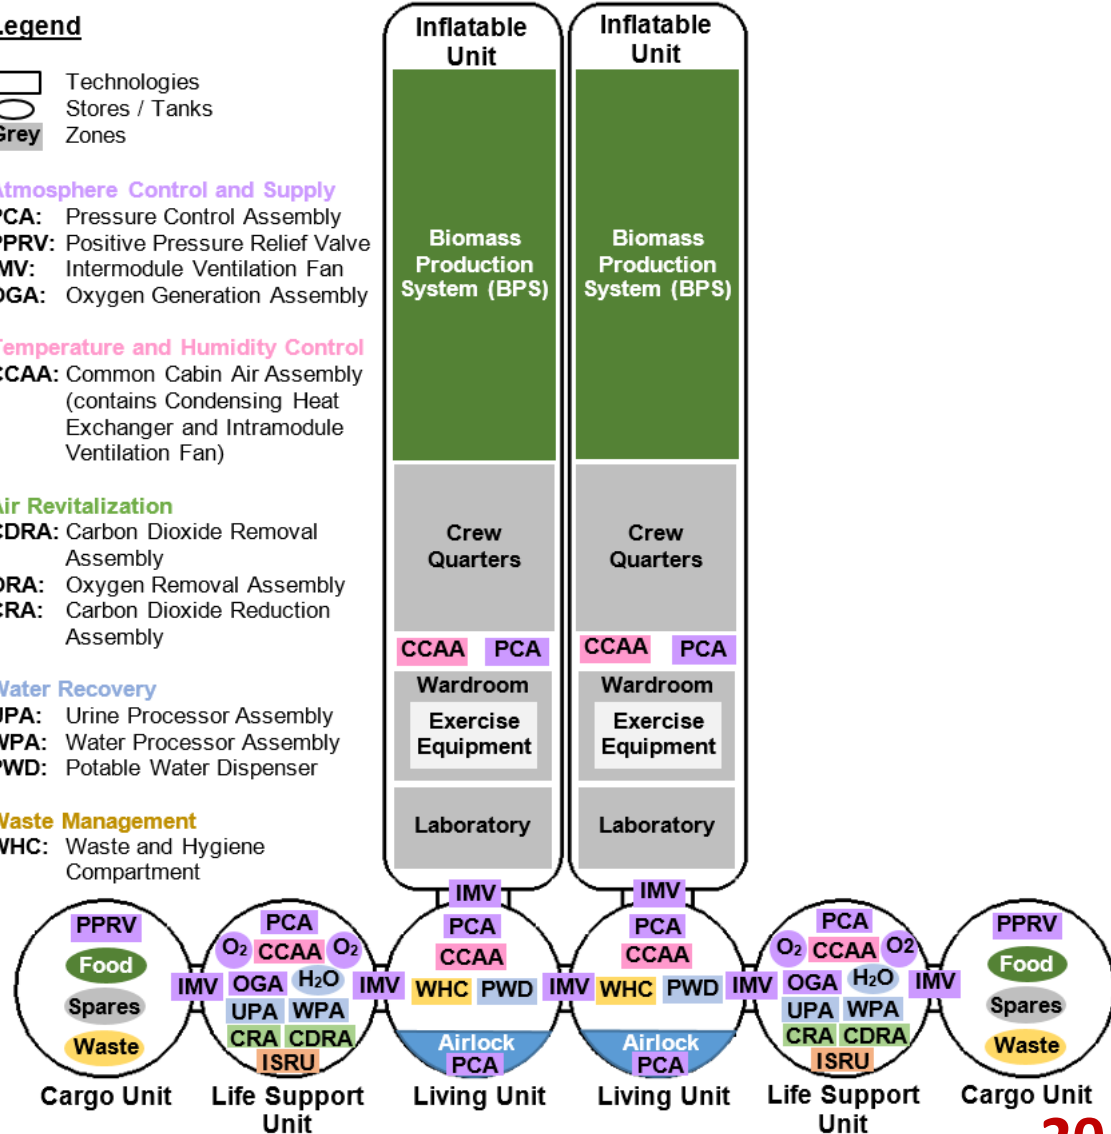 Legend
Technologies
Stores / Tanks
Grey Zones
Atmosphere Control and Supply
PCA: Pressure Control Assembly
PPRV: Positive Pressure Relief Valve
IMV: Intermodule Ventilation Fan
OGA: Oxygen Generation Assembly
Temperature and Humidity Control
CCAA: Common Cabin Air Assembly
(contains Condensing Heat
Exchanger and Intramodule
Ventilation Fan)
Air Revitalization
CDRA: Carbon Dioxide Removal
Assembly
ORA: Oxygen Removal Assembly
CRA: Carbon Dioxide Reduction
Assembly
Water Recovery
UPA: Urine Processor Assembly
WPA: Water Processor Assembly
PWD: Potable Water Dispenser
Waste Management
WHC: Waste and Hygiene
Compartment
Inflatable
Unit
Biomass
Production
System (BPS)
Crew
Quarters
CCAA PCA
Wardroom
Exercise
Equipment
Laboratory
IMV
Inflatable
Unit
Biomass
Production
System (BPS)
Crew
Quarters
CCAA PCA
Wardroom
Exercise
Equipment
Laboratory
IMV
PPRV
Food
Spares
Waste
Cargo Unit
IMV
PCA
O2 CCAA O2
OGA H2O
UPA WPA
CRA CDRA
ISRU
Life Support
Unit
IMV
PCA
CCAA
WHC PWD
Airlock
PCA
Living Unit
IMV
PCA
CCAA
WHC PWD
Airlock
PCA
Living Unit
IMV
PCA
O2 CCAA O2
OGA H2O
UPA WPA
CRA CDRA
ISRU
Life Support
Unit
IMV
PPRV
Food
Spares
Waste
Cargo Unit